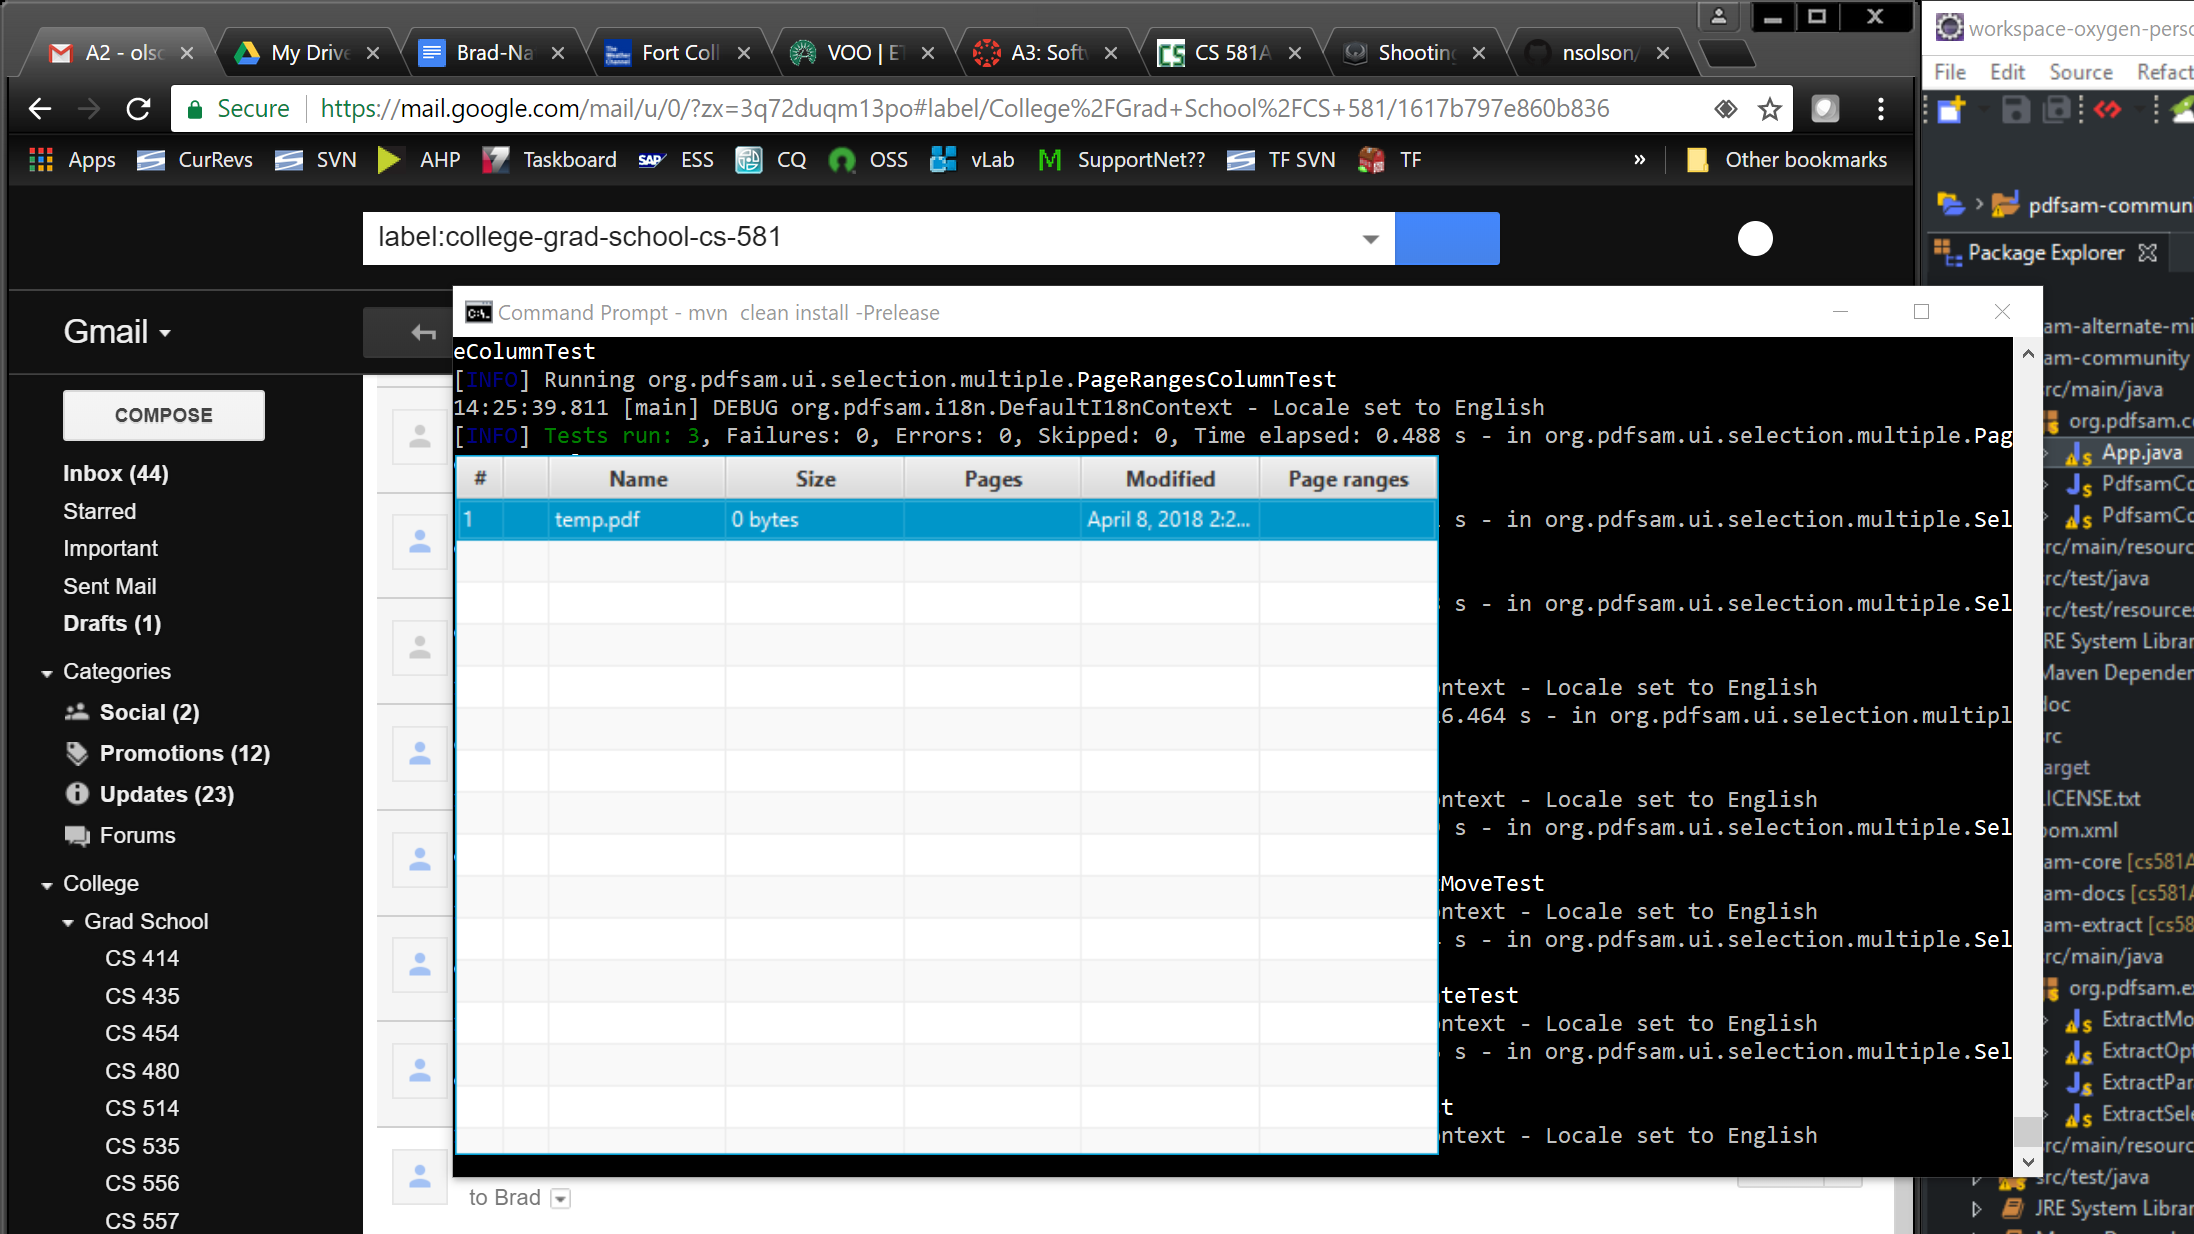 A2 - olso
My Drive
Brad-Na
Fort Coll
VOO | ET
A3: Softw
CS 581A
Shooting
nsolson/
Secure
https://mail.google.com/mail/u/0/?zx=3q72duqm13po#label/College%2FGrad+School%2FCS+581/1617b797e860b836
Apps
CurRevs
SVN
AHP
Taskboard
ESS
CQ
OSS
vLab
SupportNet??
TF SVN
TF
»
Other bookmarks
label:college-grad-school-cs-581
Gmail
COMPOSE
Inbox (44)
Starred
Important
Sent Mail
Drafts (1)
Categories
Social (2)
Promotions (12)
Updates (23)
Forums
College
Grad School
CS 414
CS 435
CS 454
CS 480
CS 514
CS 535
CS 556
CS 557
to Brad
Command Prompt - mvn  clean install -Prelease
eColumnTest
[INFO] Running org.pdfsam.ui.selection.multiple.PageRangesColumnTest
14:25:39.811 [main] DEBUG org.pdfsam.i18n.DefaultI18nContext - Locale set to English
[INFO] Tests run: 3, Failures: 0, Errors: 0, Skipped: 0, Time elapsed: 0.488 s - in org.pdfsam.ui.selection.multiple.Pag
# Name Size Pages Modified Page ranges
1 temp.pdf 0 bytes April 8, 2018 2:2...
s - in org.pdfsam.ui.selection.multiple.Sel
s - in org.pdfsam.ui.selection.multiple.Sel
ntext - Locale set to English
6.464 s - in org.pdfsam.ui.selection.multipl
ntext - Locale set to English
s - in org.pdfsam.ui.selection.multiple.Sel
MoveTest
ntext - Locale set to English
s - in org.pdfsam.ui.selection.multiple.Sel
teTest
ntext - Locale set to English
s - in org.pdfsam.ui.selection.multiple.Sel
t
ntext - Locale set to English
workspace-oxygen-perso
File Edit Source Refact
pdfsam-commun
Package Explorer
am-alternate-mi
am-community
rc/main/java
org.pdfsam.co
App.java
PdfsamCo
PdfsamCo
rc/main/resourc
rc/test/java
rc/test/resources
RE System Librar
Maven Depender
doc
rc
arget
LICENSE.txt
pom.xml
am-core [cs581A
am-docs [cs581A
am-extract [cs58
rc/main/java
org.pdfsam.ex
ExtractMo
ExtractOpt
ExtractPar
ExtractSele
rc/main/resourc
src/test/java
JRE System Librar